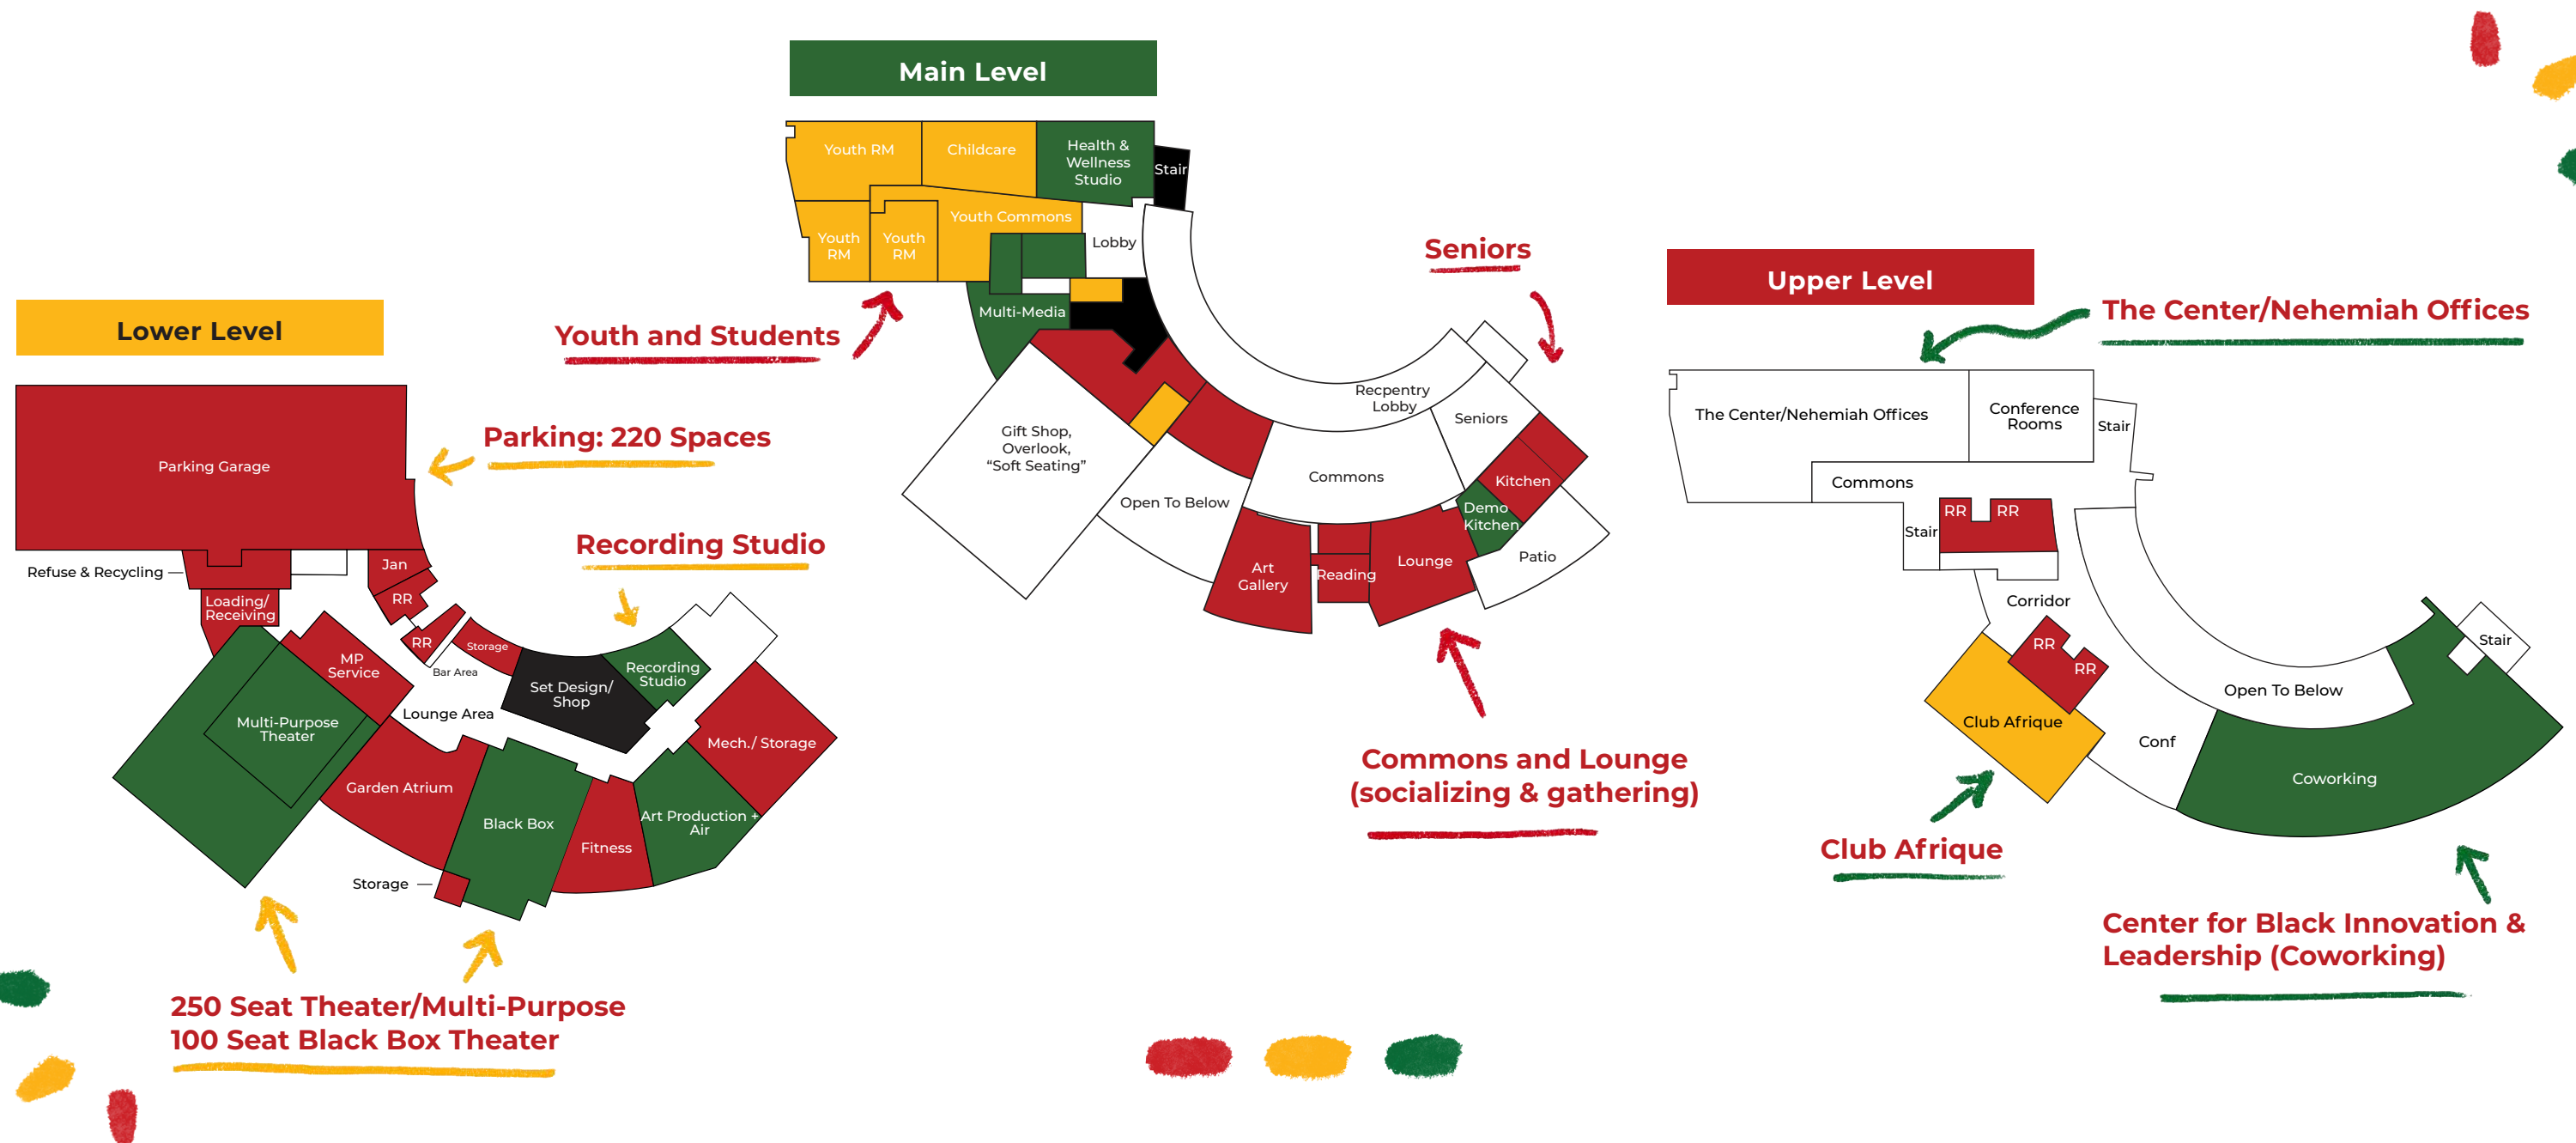 Main Level
Youth RM
Childcare
Health &
Wellness
Studio
Stair
Youth Commons
Youth
RM
Youth
RM
Lobby
Multi-Media
Youth and Students
Seniors
Recpentry
Lobby
Seniors
Gift Shop,
Overlook,
“Soft Seating”
Open To Below
Commons
Kitchen
Demo
Kitchen
Patio
Art
Gallery
Reading
Lounge
Commons and Lounge
(socializing & gathering)
Lower Level
Parking Garage
Parking: 220 Spaces
Refuse & Recycling
Jan
RR
Loading/
Receiving
RR
Storage
Bar Area
MP
Service
Recording Studio
Recording
Studio
Set Design/
Shop
Lounge Area
Multi-Purpose
Theater
Mech./ Storage
Garden Atrium
Black Box
Art Production +
Air
Fitness
Storage
250 Seat Theater/Multi-Purpose
100 Seat Black Box Theater
Upper Level
The Center/Nehemiah Offices
The Center/Nehemiah Offices
Conference
Rooms
Stair
Commons
RR
RR
Stair
Corridor
RR
RR
Stair
Open To Below
Club Afrique
Conf
Coworking
Club Afrique
Center for Black Innovation &
Leadership (Coworking)